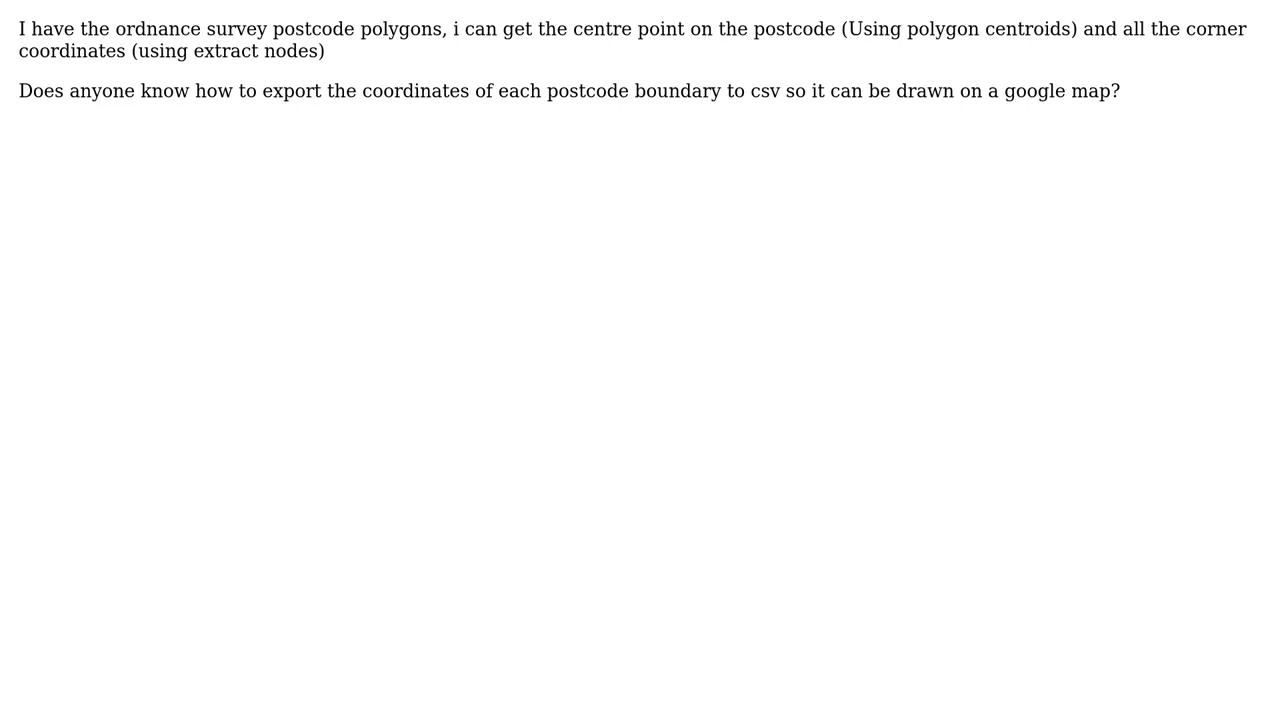 I have the ordnance survey postcode polygons, i can get the centre point on the postcode (Using polygon centroids) and all the corner
coordinates (using extract nodes)
Does anyone know how to export the coordinates of each postcode boundary to csv so it can be drawn on a google map?